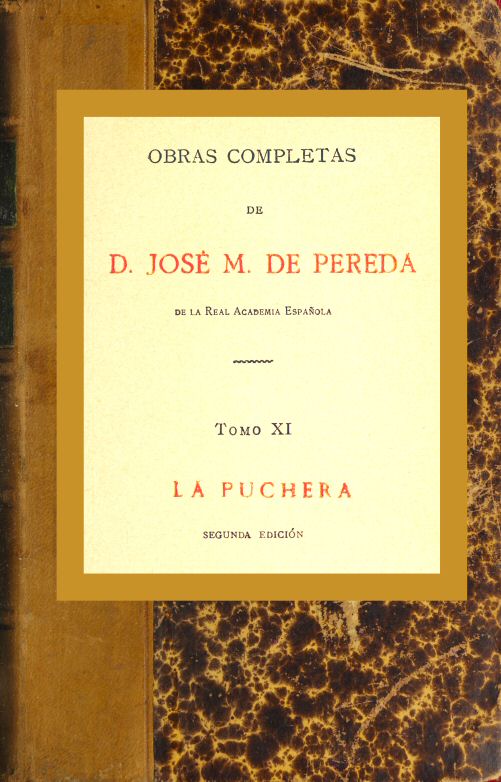 OBRAS COMPLETAS
DE
D. JOSÉ M. DE PEREDA
DE LA REAL ACADEMIA ESPAÑOLA
TOMO XI
LA PUCHERA
SEGUNDA EDICIÓN